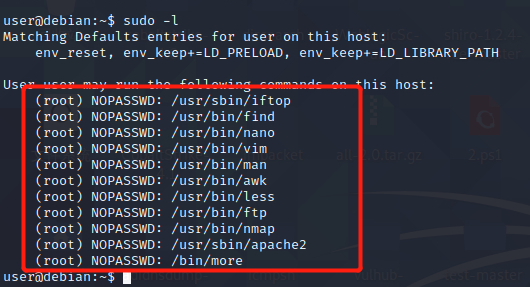 user@debian:~$ sudo -l
Matching Defaults entries for user on this host:
    env_reset, env_keep+=LD_PRELOAD, env_keep+=LD_LIBRARY_PATH
User user may run the following commands on this host:
    (root) NOPASSWD: /usr/sbin/iftop
    (root) NOPASSWD: /usr/bin/find
    (root) NOPASSWD: /usr/bin/nano
    (root) NOPASSWD: /usr/bin/vim
    (root) NOPASSWD: /usr/bin/man
    (root) NOPASSWD: /usr/bin/awk
    (root) NOPASSWD: /usr/bin/less
    (root) NOPASSWD: /usr/bin/ftp
    (root) NOPASSWD: /usr/bin/nmap
    (root) NOPASSWD: /usr/sbin/apache2
    (root) NOPASSWD: /bin/more
user@debian:~$